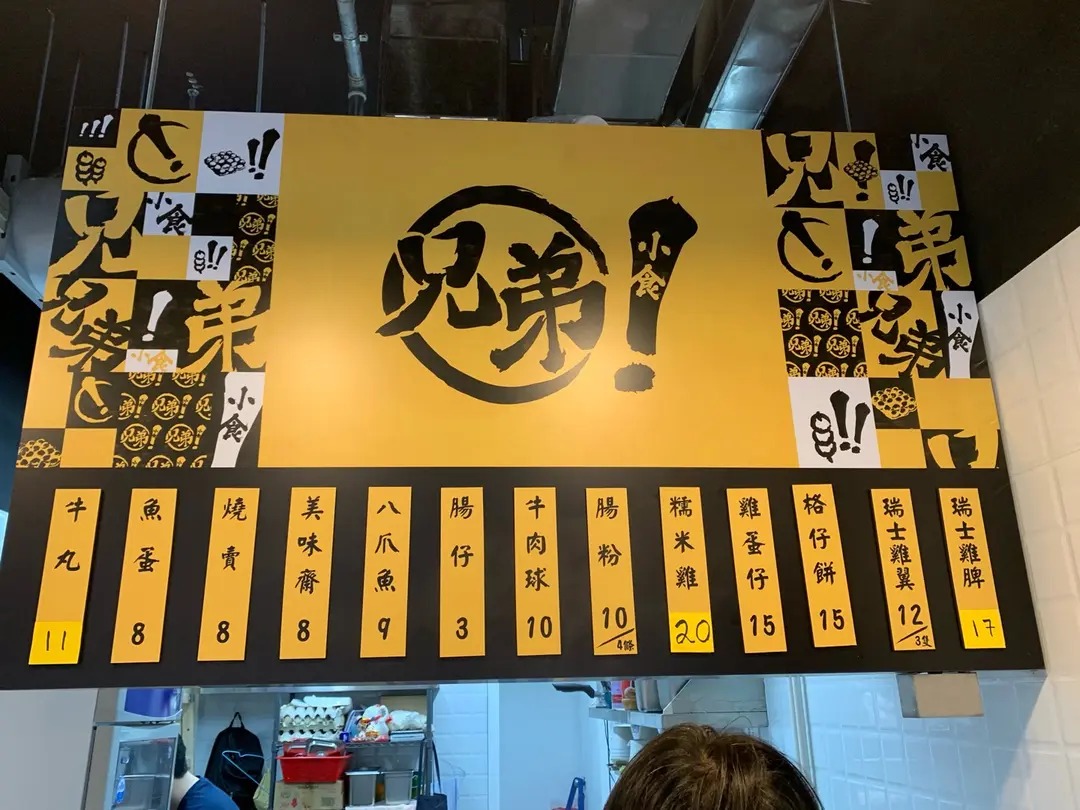 兄弟!
小食
牛丸 11
魚蛋 8
燒賣 8
美味齋 8
八爪魚 9
腸仔 3
牛肉球 10
腸粉 10/4條
糯米雞 20
雞蛋仔 15
格仔餅 15
瑞士雞翼 12/3隻
瑞士雞脾 17